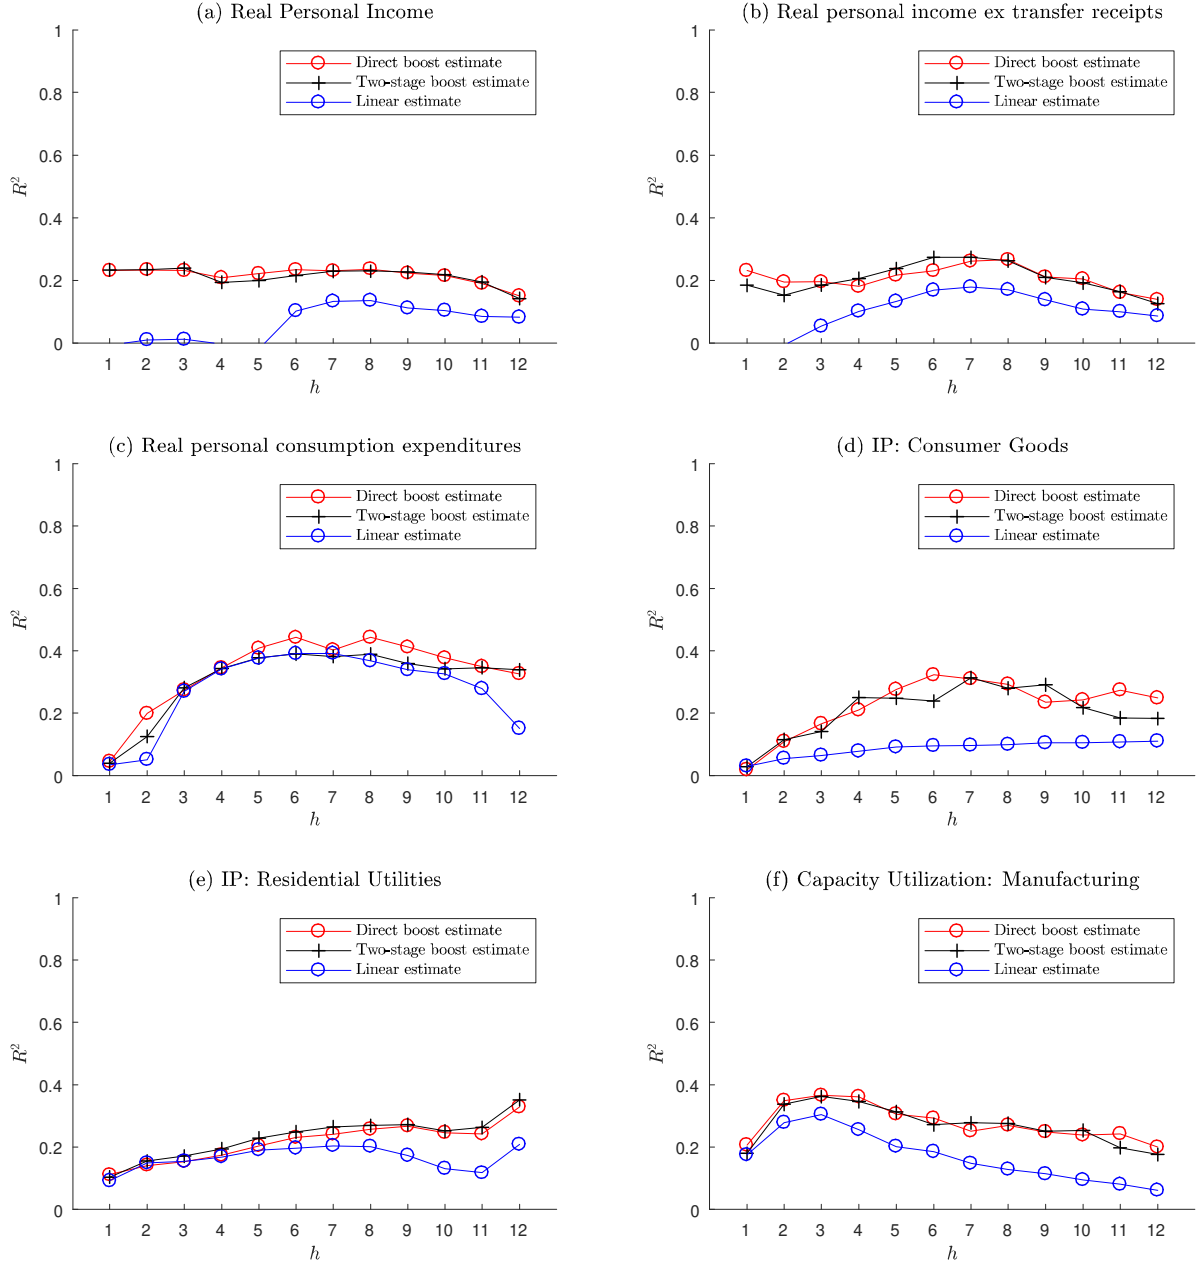 (a) Real Personal Income
1
0.8
0.6
0.4
0.2
0
R²
Direct boost estimate
Two-stage boost estimate
Linear estimate
1 2 3 4 5 6 7 8 9 10 11 12
h
(b) Real personal income ex transfer receipts
1
0.8
0.6
0.4
0.2
0
R²
Direct boost estimate
Two-stage boost estimate
Linear estimate
1 2 3 4 5 6 7 8 9 10 11 12
h
(c) Real personal consumption expenditures
1
0.8
0.6
0.4
0.2
0
R²
Direct boost estimate
Two-stage boost estimate
Linear estimate
1 2 3 4 5 6 7 8 9 10 11 12
h
(d) IP: Consumer Goods
1
0.8
0.6
0.4
0.2
0
R²
Direct boost estimate
Two-stage boost estimate
Linear estimate
1 2 3 4 5 6 7 8 9 10 11 12
h
(e) IP: Residential Utilities
1
0.8
0.6
0.4
0.2
0
R²
Direct boost estimate
Two-stage boost estimate
Linear estimate
1 2 3 4 5 6 7 8 9 10 11 12
h
(f) Capacity Utilization: Manufacturing
1
0.8
0.6
0.4
0.2
0
R²
Direct boost estimate
Two-stage boost estimate
Linear estimate
1 2 3 4 5 6 7 8 9 10 11 12
h